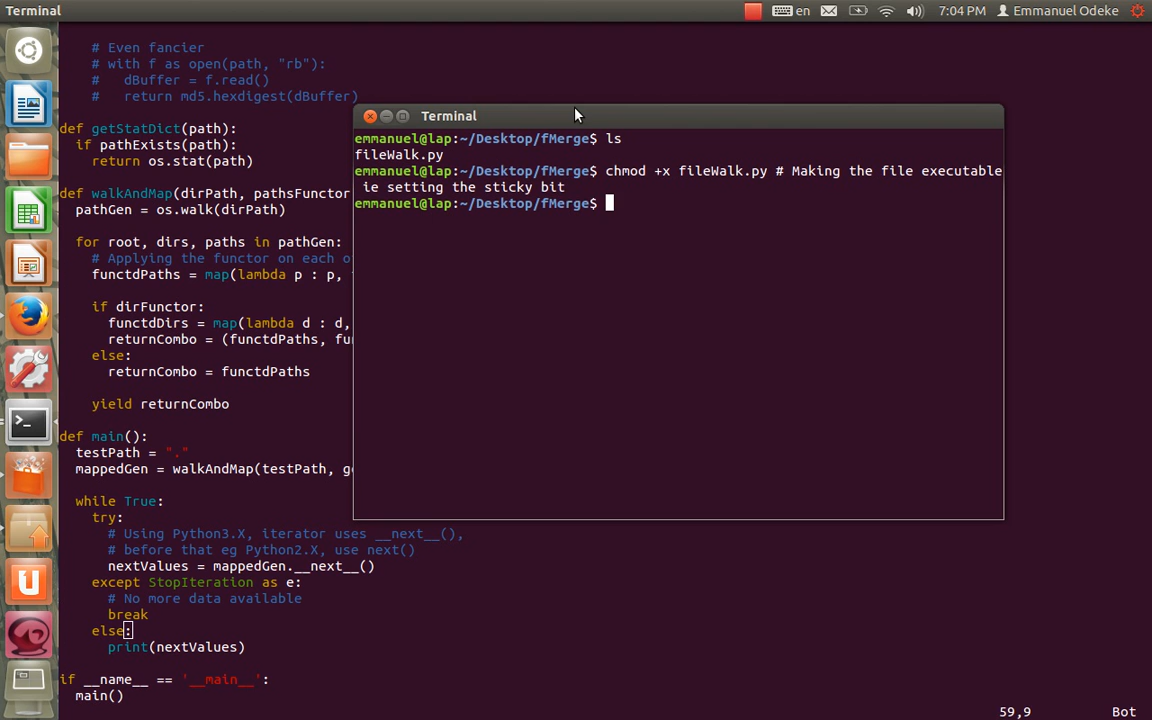 Terminal
en
7:04 PM
Emmanuel Odeke
# Even fancier
# with f as open(path, "rb"):
#   dBuffer = f.read()
#   return md5.hexdigest(dBuffer)
def getStatDict(path):
  if pathExists(path):
    return os.stat(path)
def walkAndMap(dirPath, pathsFunctor
  pathGen = os.walk(dirPath)
  for root, dirs, paths in pathGen:
    # Applying the functor on each o
    functdPaths = map(lambda p : p,
    if dirFunctor:
      functdDirs = map(lambda d : d,
      returnCombo = (functdPaths, fun
    else:
      returnCombo = functdPaths
    yield returnCombo
def main():
  testPath = "."
  mappedGen = walkAndMap(testPath, ge
  while True:
    try:
      # Using Python3.X, iterator uses __next__(),
      # before that eg Python2.X, use next()
      nextValues = mappedGen.__next__()
    except StopIteration as e:
      # No more data available
      break
    else:
      print(nextValues)
if __name__ == '__main__':
  main()
59,9
Bot
Terminal
emmanuel@lap:~/Desktop/fMerge$ ls
fileWalk.py
emmanuel@lap:~/Desktop/fMerge$ chmod +x fileWalk.py # Making the file executable
 ie setting the sticky bit
emmanuel@lap:~/Desktop/fMerge$